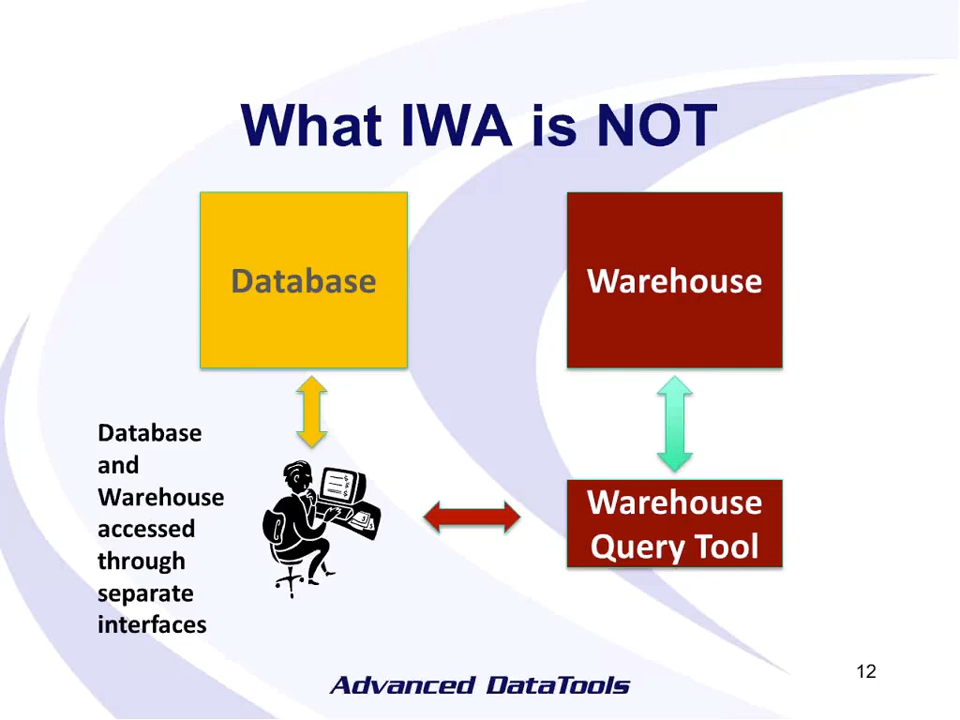 What IWA is NOT
Database
Warehouse
Database
and
Warehouse
accessed
through
separate
interfaces
Warehouse
Query Tool
12
Advanced DataTools